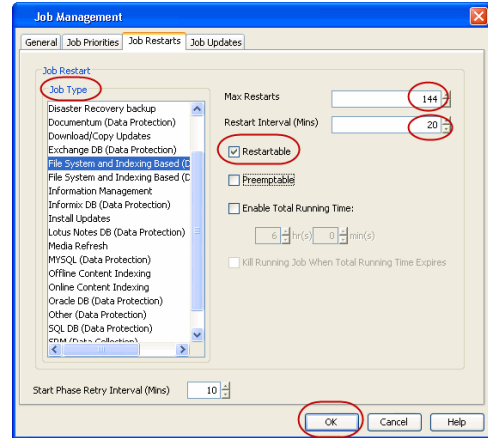 Job Management
General Job Priorities Job Restarts Job Updates
Job Restart
Job Type
Disaster Recovery backup
Documentum (Data Protection)
Download/Copy Updates
Exchange DB (Data Protection)
File System and Indexing Based (D
File System and Indexing Based (D
Information Management
Informix DB (Data Protection)
Install Updates
Lotus Notes DB (Data Protection)
Media Refresh
MYSQL (Data Protection)
Offline Content Indexing
Online Content Indexing
Oracle DB (Data Protection)
Other (Data Protection)
SQL DB (Data Protection)
SRM (Data Collection)
Max Restarts 144
Restart Interval (Mins) 20
Restartable
Preemptable
Enable Total Running Time:
6 hr(s) 0 min(s)
Kill Running Job When Total Running Time Expires
Start Phase Retry Interval (Mins) 10
OK Cancel Help